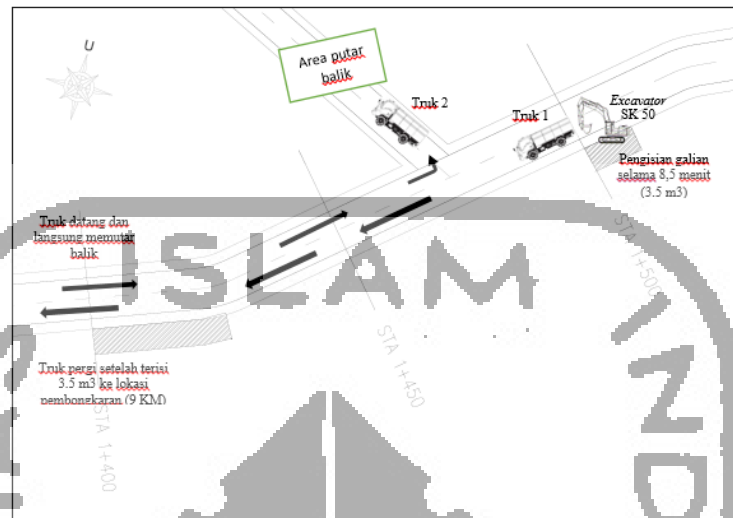 U
Area putar
balik
Truk 2
Truk 1
Excavator
SK 50
Pengisian galian
selama 8,5 menit
(3.5 m3)
Truk datang dan
langsung memutar
balik
ISLAM
IND
STA 1+500
STA 1+450
Truk pergi setelah terisi
3.5 m3 ke lokasi
pembongkaran (9 KM)
STA 1+400